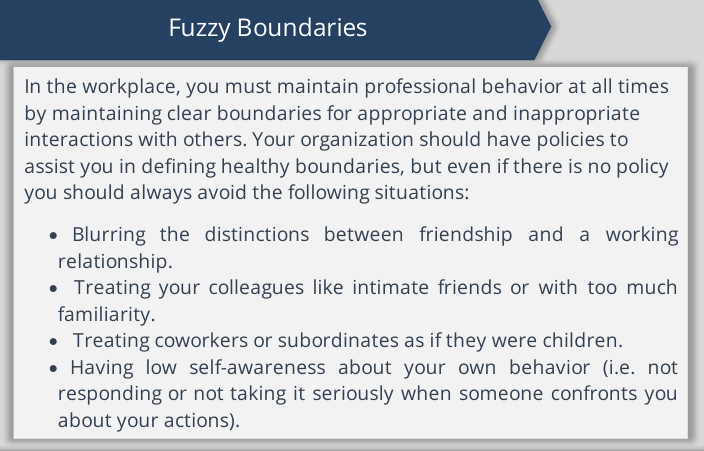 Fuzzy Boundaries
In the workplace, you must maintain professional behavior at all times
by maintaining clear boundaries for appropriate and inappropriate
interactions with others. Your organization should have policies to
assist you in defining healthy boundaries, but even if there is no policy
you should always avoid the following situations:
• Blurring the distinctions between friendship and a working
relationship.
• Treating your colleagues like intimate friends or with too much
familiarity.
• Treating coworkers or subordinates as if they were children.
• Having low self-awareness about your own behavior (i.e. not
responding or not taking it seriously when someone confronts you
about your actions).